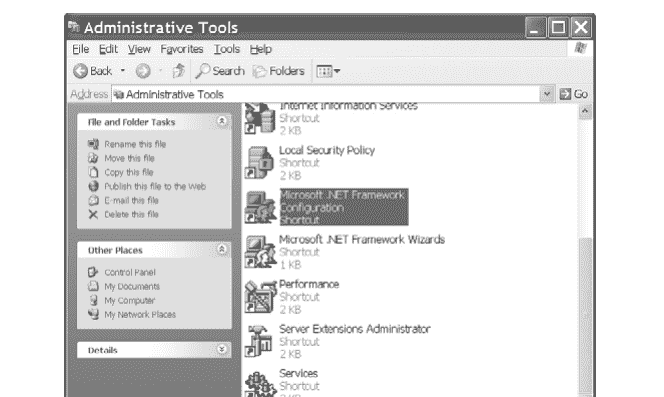 Administrative Tools
File Edit View Favorites Tools Help
Back Search Folders
Address Administrative Tools Go
File and Folder Tasks
Rename this file
Move this file
Copy this file
Publish this file to the Web
E-mail this file
Delete this file
Other Places
Control Panel
My Documents
My Computer
My Network Places
Details
Internet Information Services
Shortcut
2 KB
Local Security Policy
Shortcut
2 KB
Microsoft .NET Framework
Configuration
Shortcut
Microsoft .NET Framework Wizards
Shortcut
1 KB
Performance
Shortcut
2 KB
Server Extensions Administrator
Shortcut
2 KB
Services
Shortcut
2 KB